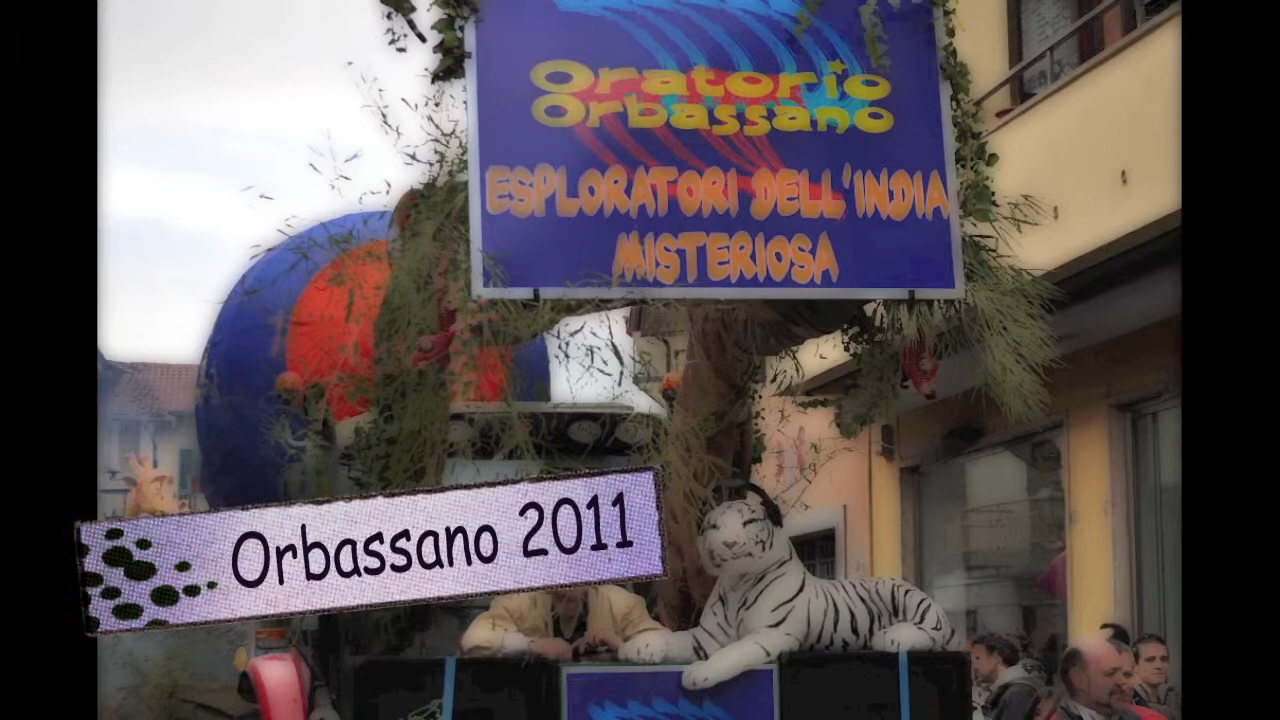 Oratorio
Orbassano
ESPLORATORI DELL'INDIA
MISTERIOSA
Orbassano 2011